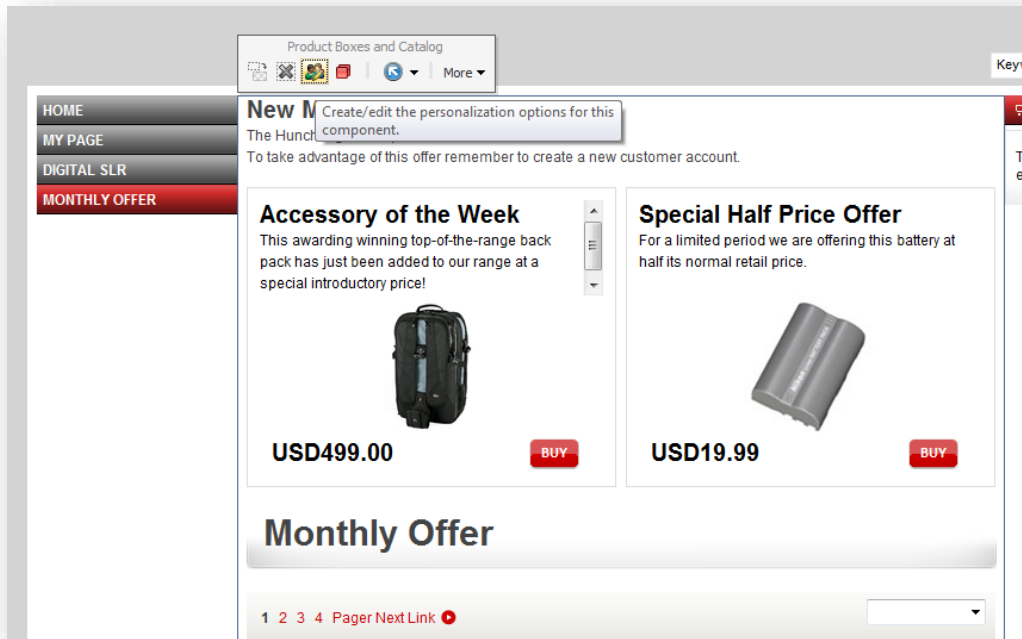 Product Boxes and Catalog
More
HOME
MY PAGE
DIGITAL SLR
MONTHLY OFFER
New
Create/edit the personalization options for this
component.
The Hunch
To take advantage of this offer remember to create a new customer account.
Accessory of the Week
This awarding winning top-of-the-range back
pack has just been added to our range at a
special introductory price!
USD499.00
BUY
Special Half Price Offer
For a limited period we are offering this battery at
half its normal retail price.
Nikon
USD19.99
BUY
Monthly Offer
1 2 3 4 Pager Next Link